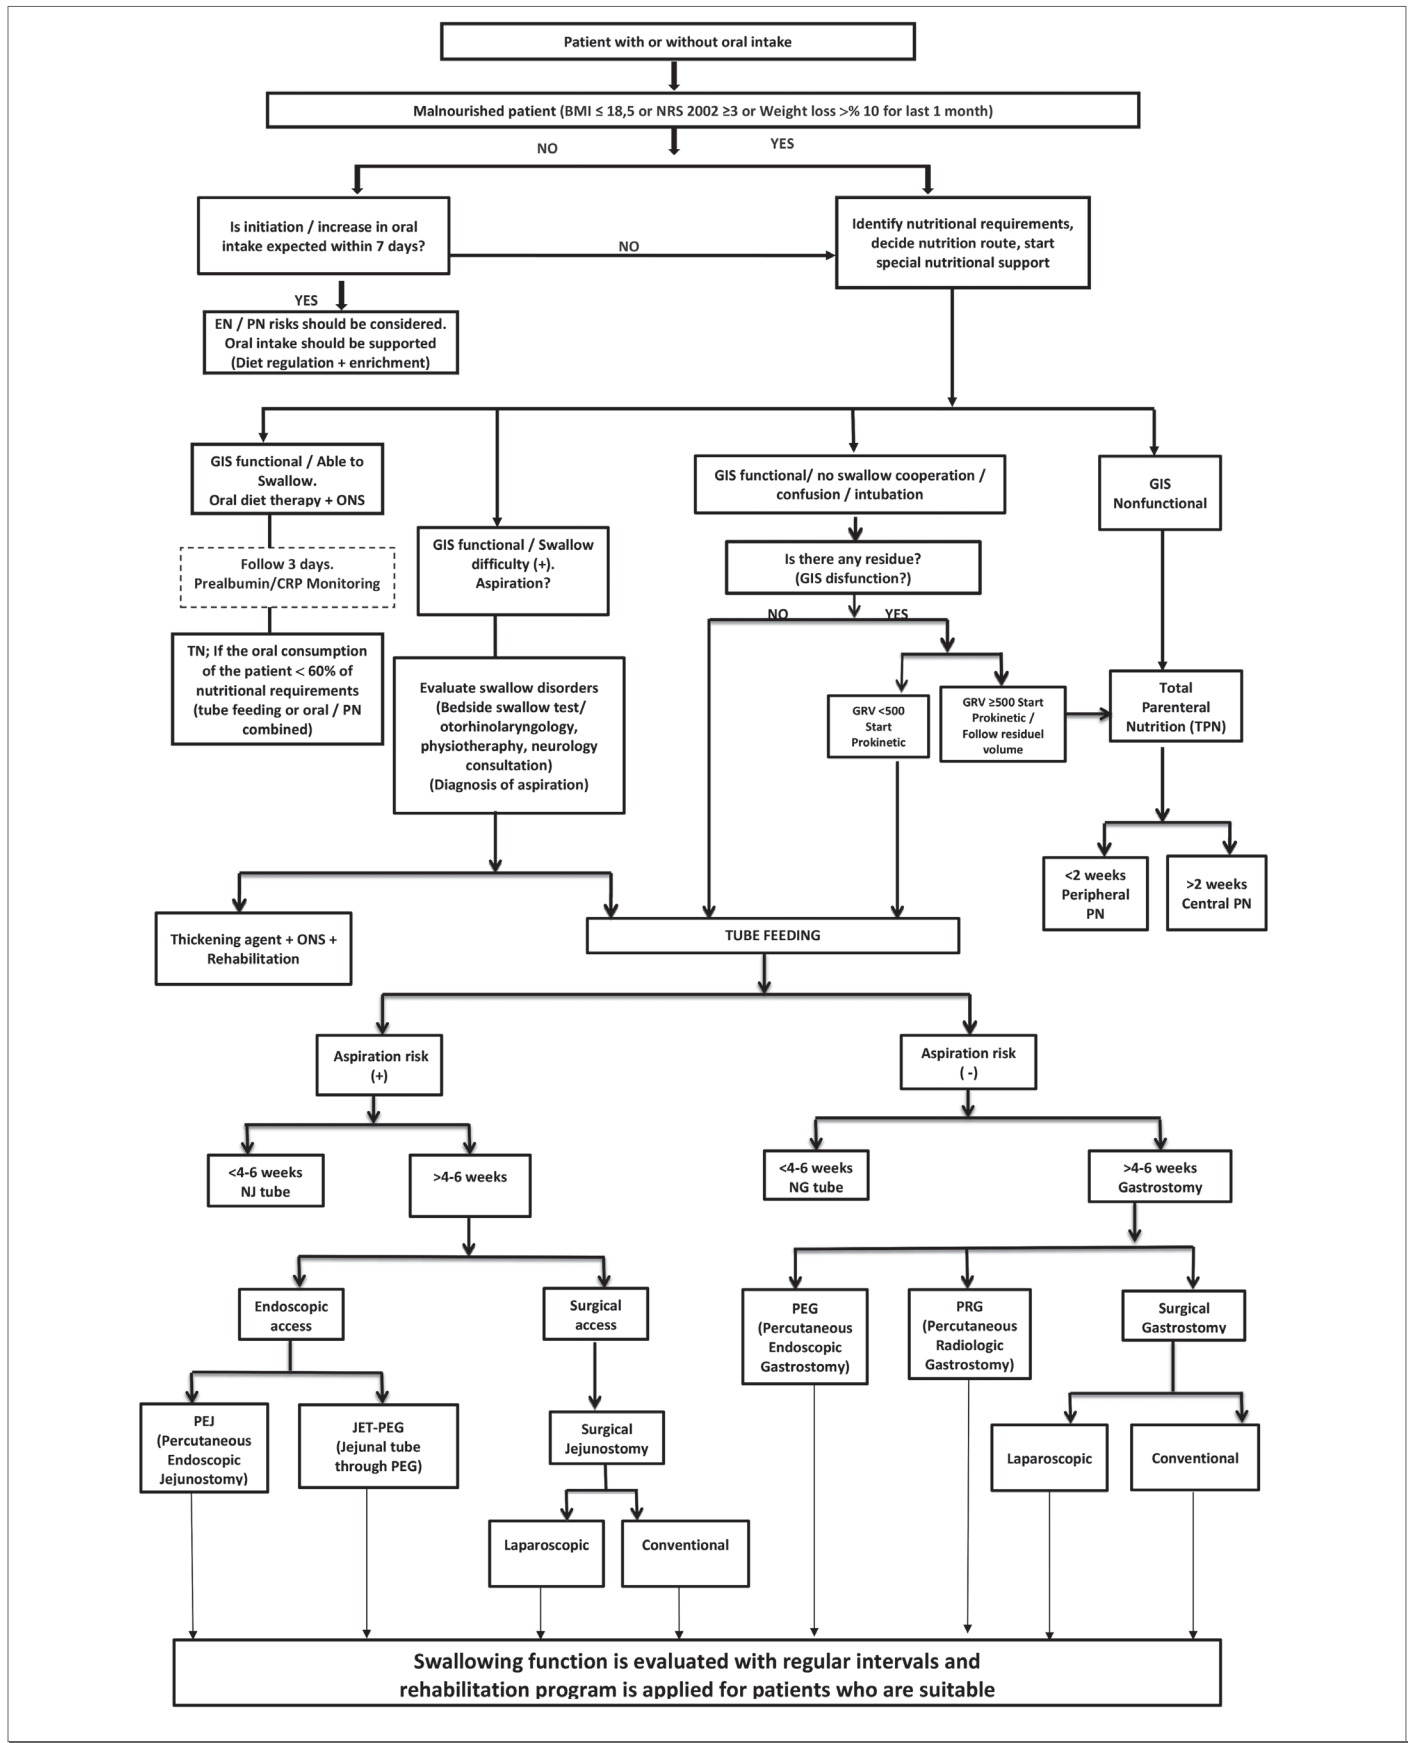 Patient with or without oral intake
Malnourished patient (BMI ≤ 18,5 or NRS 2002 ≥3 or Weight loss >% 10 for last 1 month)
NO
YES
Is initiation / increase in oral
intake expected within 7 days?
NO
Identify nutritional requirements,
decide nutrition route, start
special nutritional support
YES
EN / PN risks should be considered.
Oral intake should be supported
(Diet regulation + enrichment)
GIS functional / Able to
Swallow.
Oral diet therapy + ONS
Follow 3 days.
Prealbumin/CRP Monitoring
TN; If the oral consumption
of the patient < 60% of
nutritional requirements
(tube feeding or oral / PN
combined)
GIS functional / Swallow
difficulty (+).
Aspiration?
Evaluate swallow disorders
(Bedside swallow test/
otorhinolaryngology,
physiotheraphy, neurology
consultation)
(Diagnosis of aspiration)
GIS functional/ no swallow cooperation /
confusion / intubation
Is there any residue?
(GIS disfunction?)
NO
YES
GRV <500
Start
Prokinetic
GRV ≥500 Start
Prokinetic /
Follow residuel
volume
GIS
Nonfunctional
Total
Parenteral
Nutrition (TPN)
<2 weeks
Peripheral
PN
>2 weeks
Central PN
Thickening agent + ONS +
Rehabilitation
TUBE FEEDING
Aspiration risk
(+)
Aspiration risk
( -)
<4-6 weeks
NJ tube
>4-6 weeks
<4-6 weeks
NG tube
>4-6 weeks
Gastrostomy
Endoscopic
access
Surgical
access
PEG
(Percutaneous
Endoscopic
Gastrostomy)
PRG
(Percutaneous
Radiologic
Gastrostomy)
Surgical
Gastrostomy
PEJ
(Percutaneous
Endoscopic
Jejunostomy)
JET-PEG
(Jejunal tube
through PEG)
Surgical
Jejunostomy
Laparoscopic
Conventional
Laparoscopic
Conventional
Swallowing function is evaluated with regular intervals and
rehabilitation program is applied for patients who are suitable